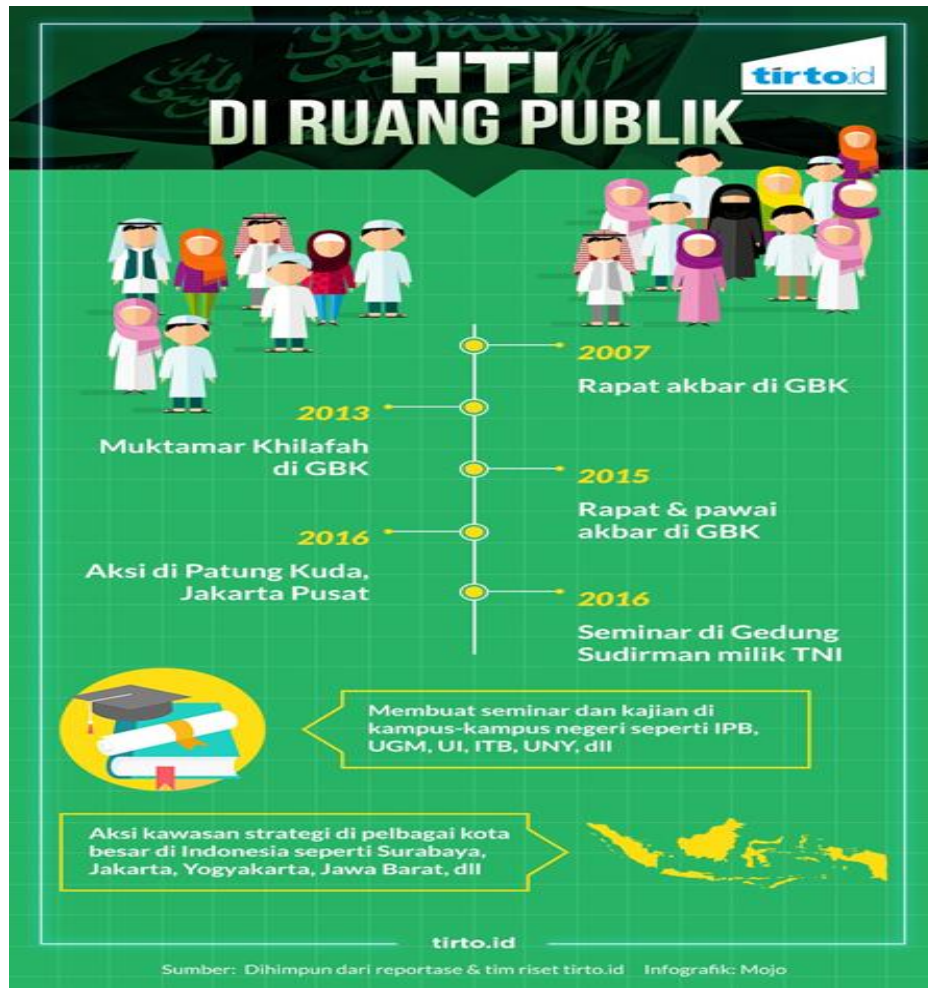 HTI
DI RUANG PUBLIK
tirto.id
2007
Rapat akbar di GBK
2013
Muktamar Khilafah
di GBK
2015
Rapat & pawai
akbar di GBK
2016
Aksi di Patung Kuda,
Jakarta Pusat
2016
Seminar di Gedung
Sudirman milik TNI
Membuat seminar dan kajian di
kampus-kampus negeri seperti IPB,
UGM, UI, ITB, UNY, dll
Aksi kawasan strategi di pelbagai kota
besar di Indonesia seperti Surabaya,
Jakarta, Yogyakarta, Jawa Barat, dll
tirto.id
Sumber: Dihimpun dari reportase & tim riset tirto.id Infografik: Mojo